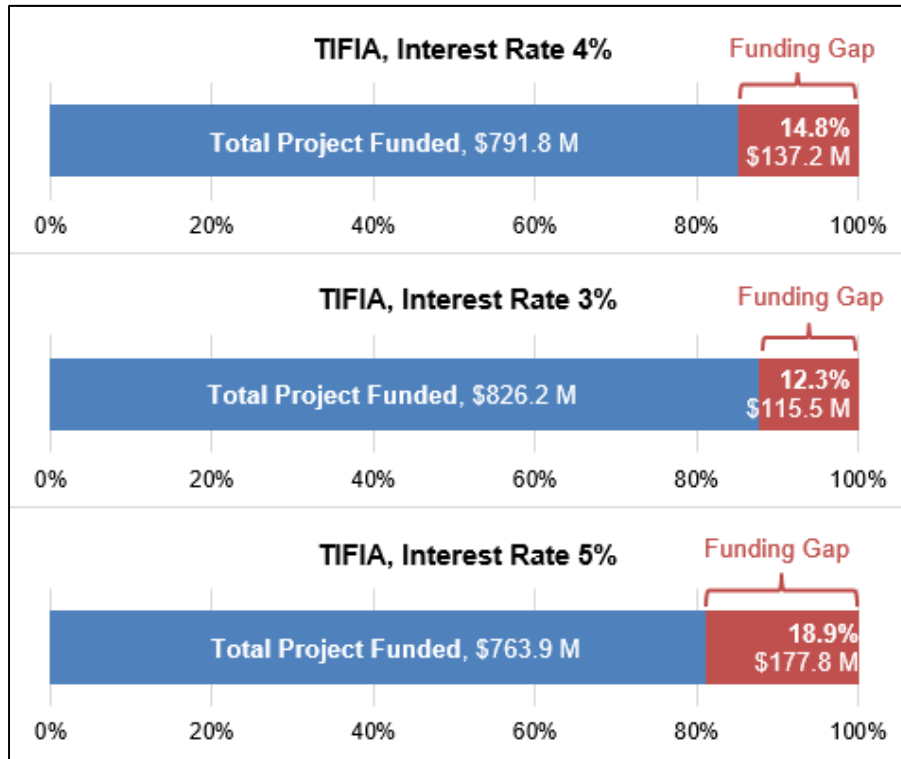 TIFIA, Interest Rate 4%
Funding Gap
Total Project Funded, $791.8 M
14.8%
$137.2 M
0%
20%
40%
60%
80%
100%
TIFIA, Interest Rate 3%
Funding Gap
Total Project Funded, $826.2 M
12.3%
$115.5 M
0%
20%
40%
60%
80%
100%
TIFIA, Interest Rate 5%
Funding Gap
Total Project Funded, $763.9 M
18.9%
$177.8 M
0%
20%
40%
60%
80%
100%